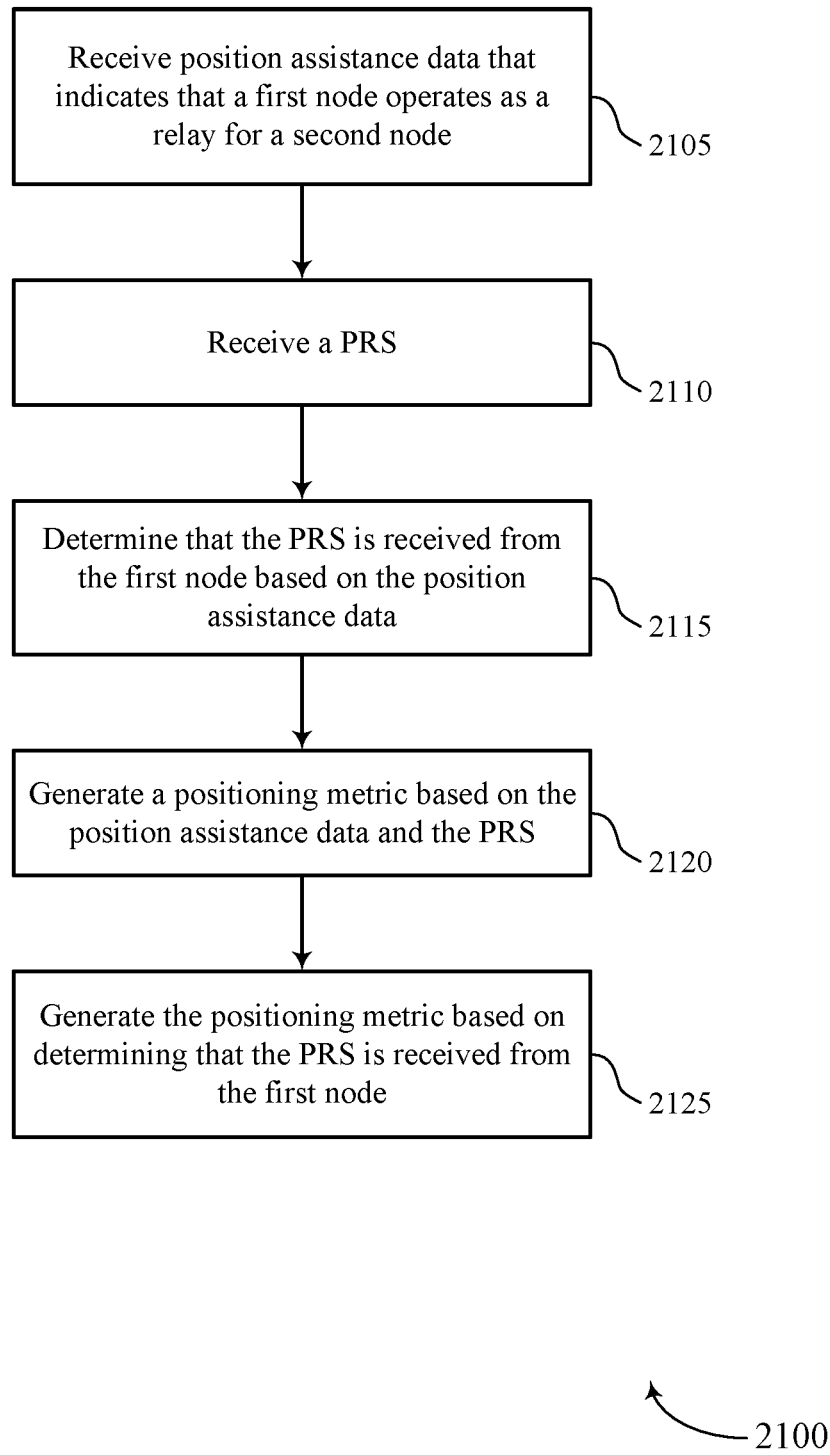 Receive position assistance data that
indicates that a first node operates as a
relay for a second node
2105
Receive a PRS
2110
Determine that the PRS is received from
the first node based on the position
assistance data
2115
Generate a positioning metric based on the
position assistance data and the PRS
2120
Generate the positioning metric based on
determining that the PRS is received from
the first node
2125
2100